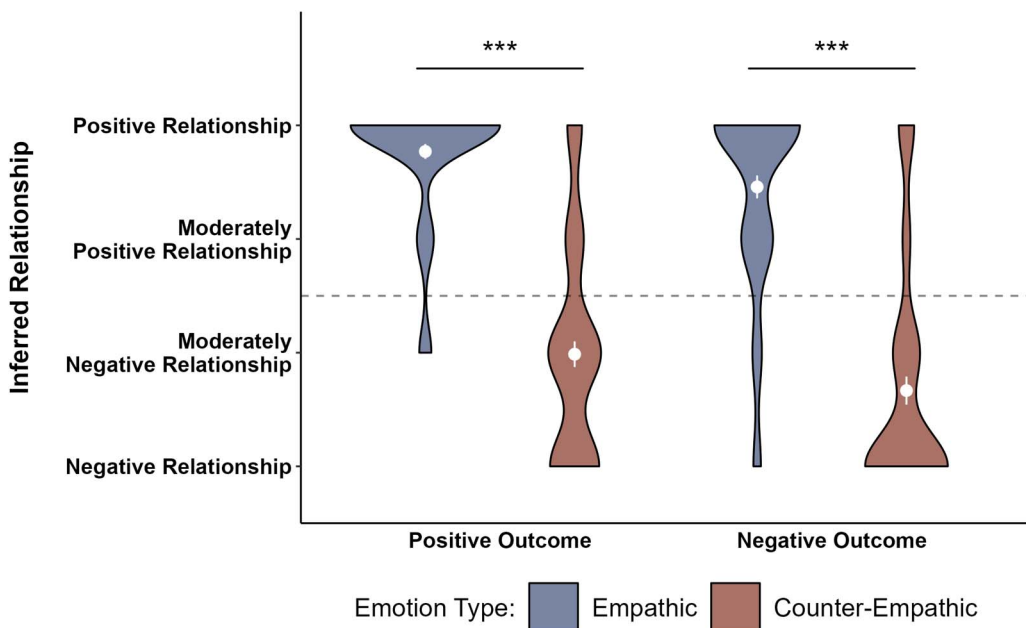 *** ***
Inferred Relationship
Positive Relationship
Moderately
Positive Relationship
Moderately
Negative Relationship
Negative Relationship
Positive Outcome Negative Outcome
Emotion Type: Empathic Counter-Empathic